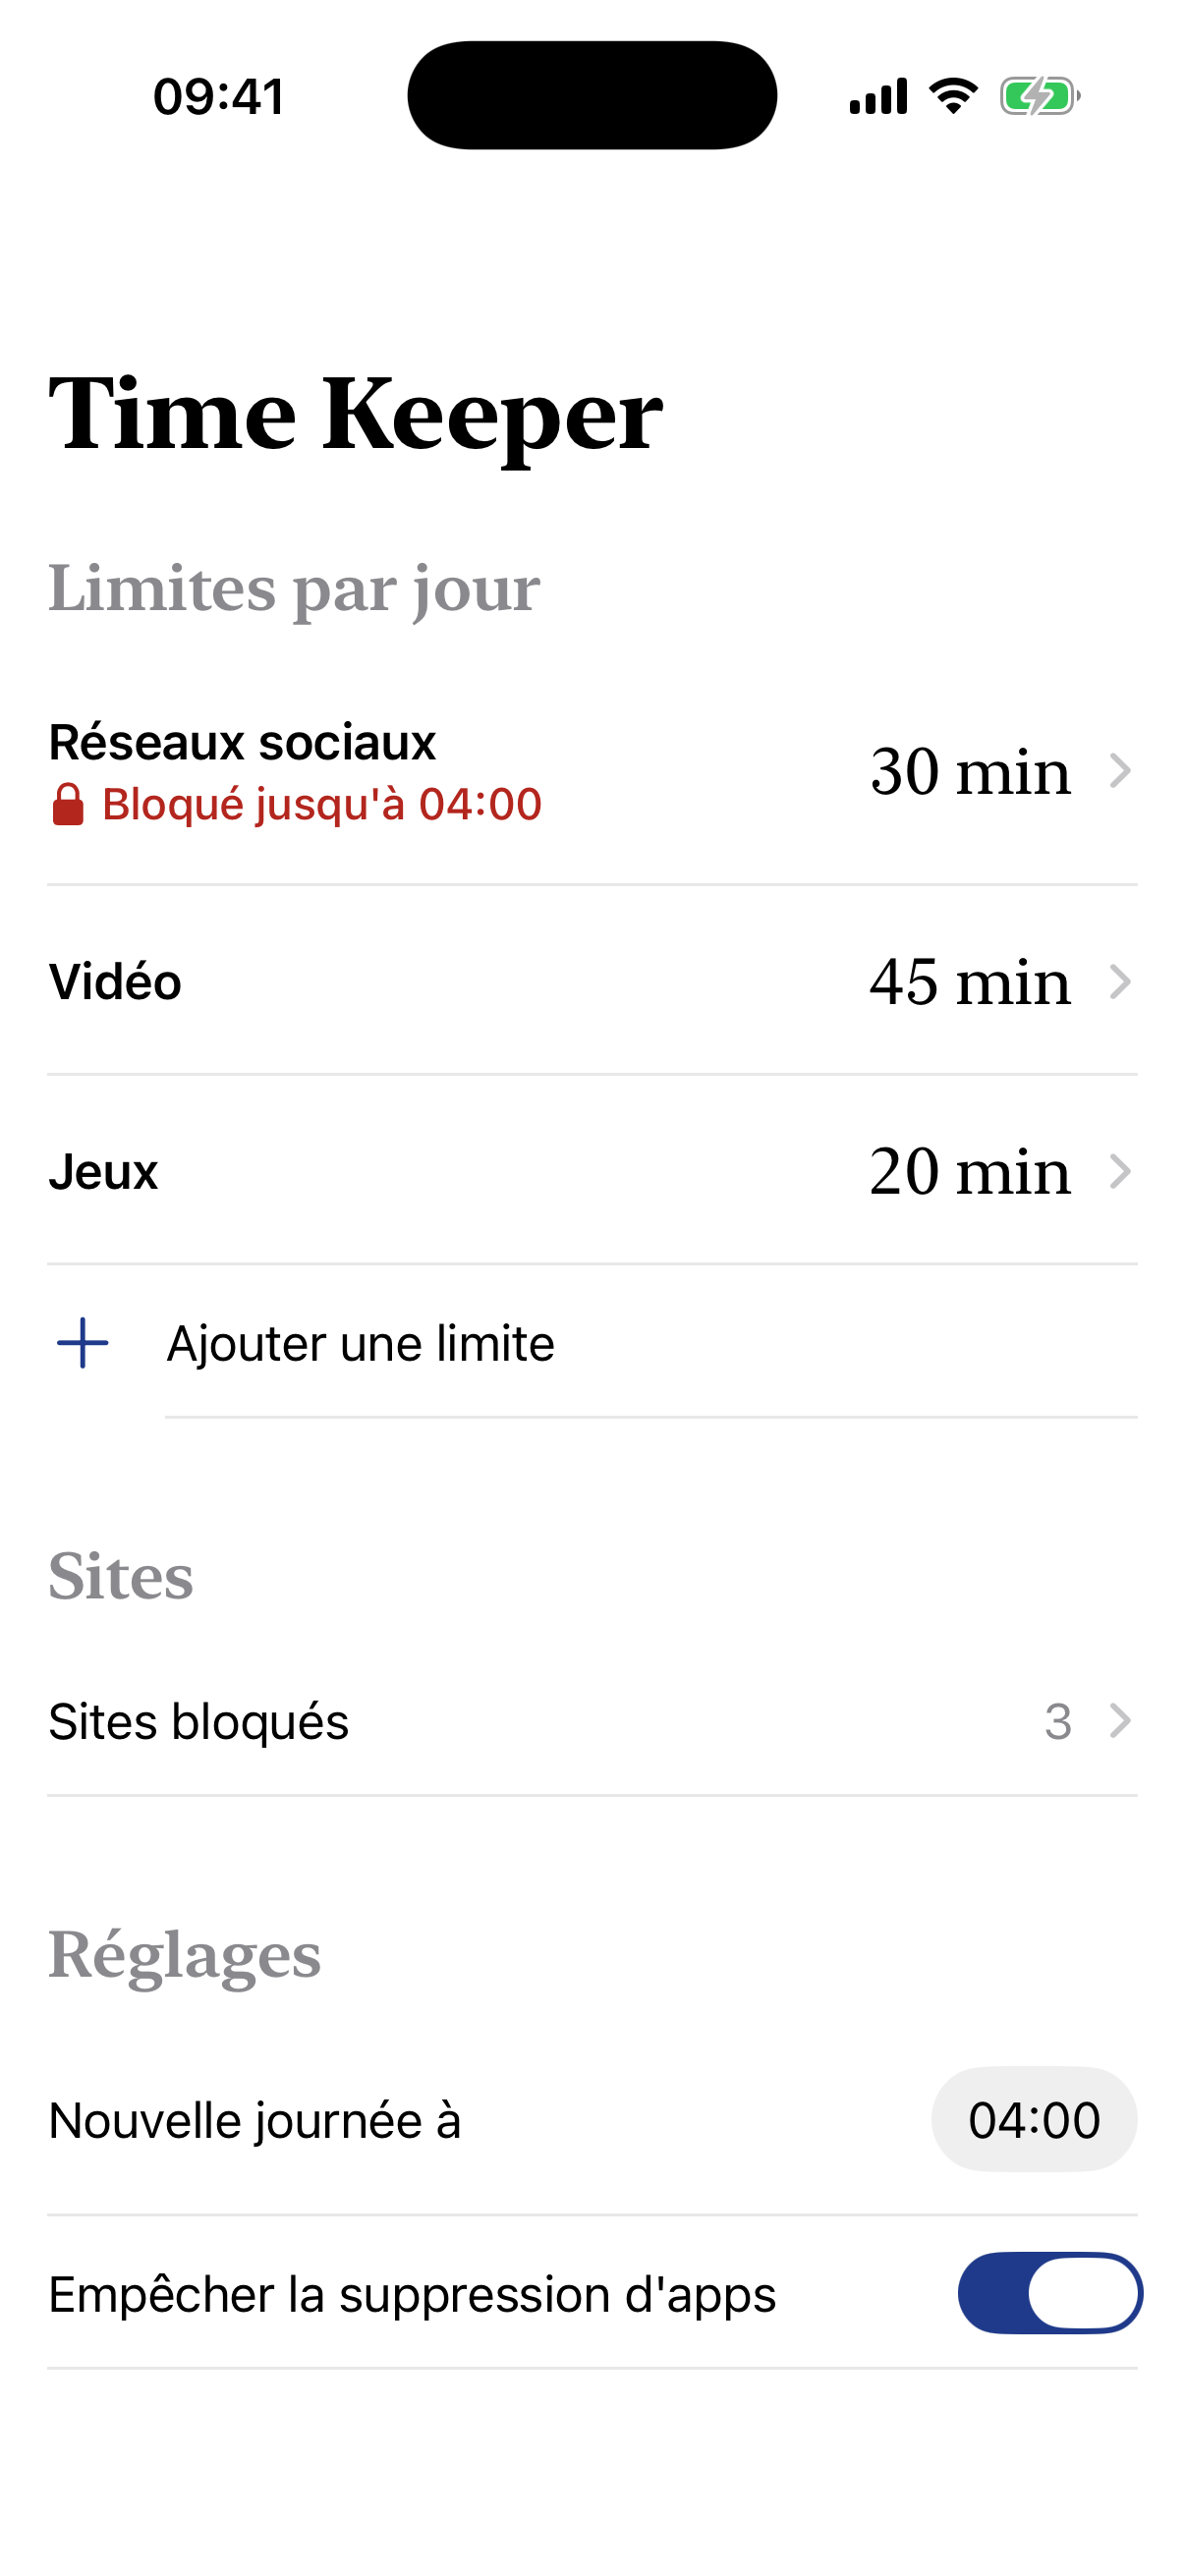 09:41
Time Keeper
Limites par jour
Réseaux sociaux
Bloqué jusqu'à 04:00
30 min
Vidéo
45 min
Jeux
20 min
Ajouter une limite
Sites
Sites bloqués
3
Réglages
Nouvelle journée à
04:00
Empêcher la suppression d'apps